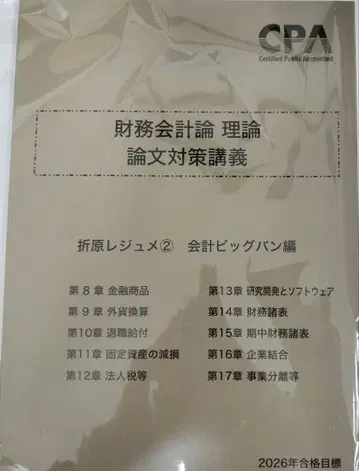 CPA
Certified Public Accountant
財務会計論 理論
論文対策講義
折原レジュメ② 会計ビッグバン編
第8章 金融商品
第9章 外貨換算
第10章 退職給付
第11章 固定資産の減損
第12章 法人税等
第13章 研究開発とソフトウェア
第14章 財務諸表
第15章 期中財務諸表
第16章 企業結合
第17章 事業分離等
2026年合格目標